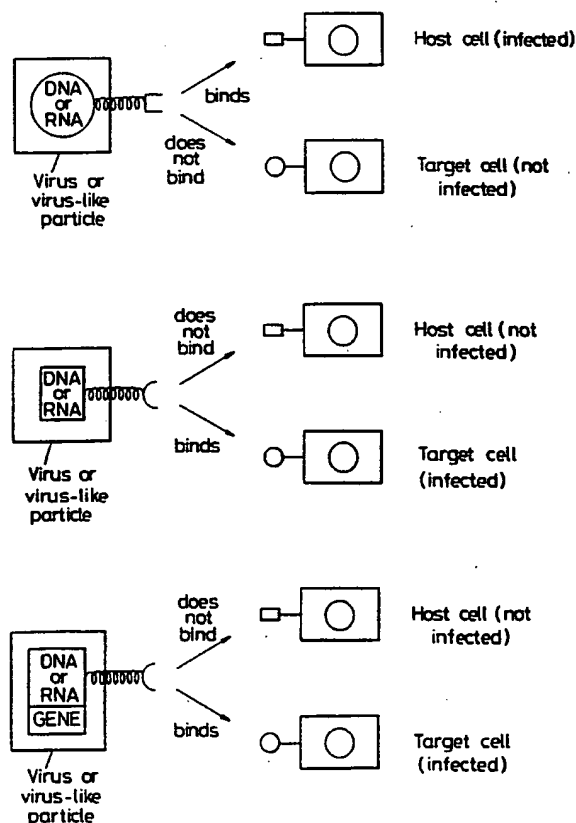 Host cell (infected)
DNA
or
RNA
binds
does
not
bind
Target cell (not
infected)
Virus or
virus-like
particle
does
not
bind
Host cell (not
infected)
DNA
or
RNA
binds
Target cell
(infected)
Virus or
virus-like
particle
does
not
bind
Host cell (not
infected)
DNA
or
RNA
GENE
binds
Target cell
(infected)
Virus or
virus-like
particle